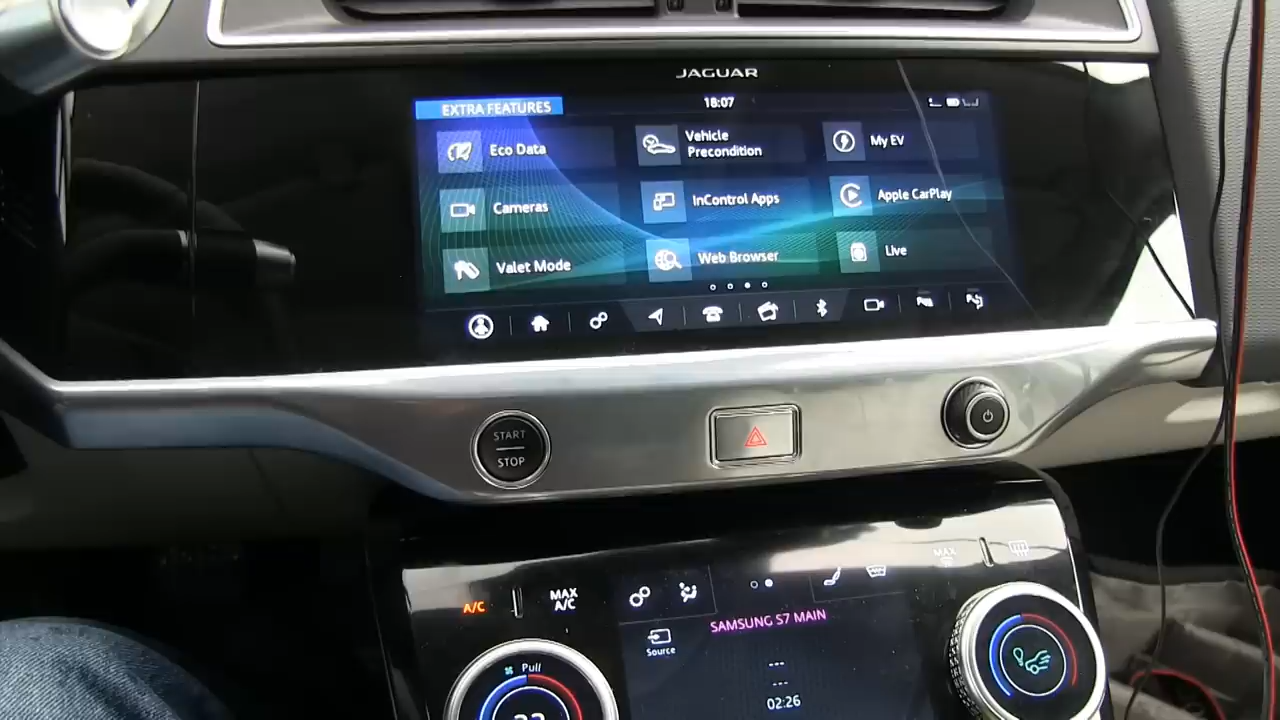 JAGUAR
EXTRA FEATURES
18:07
Eco Data
Vehicle
Precondition
My EV
Cameras
InControl Apps
Apple CarPlay
Valet Mode
Web Browser
Live
START
STOP
A/C
MAX
A/C
MAX
SAMSUNG S7 MAIN
Source
---
---
02:26
Pull